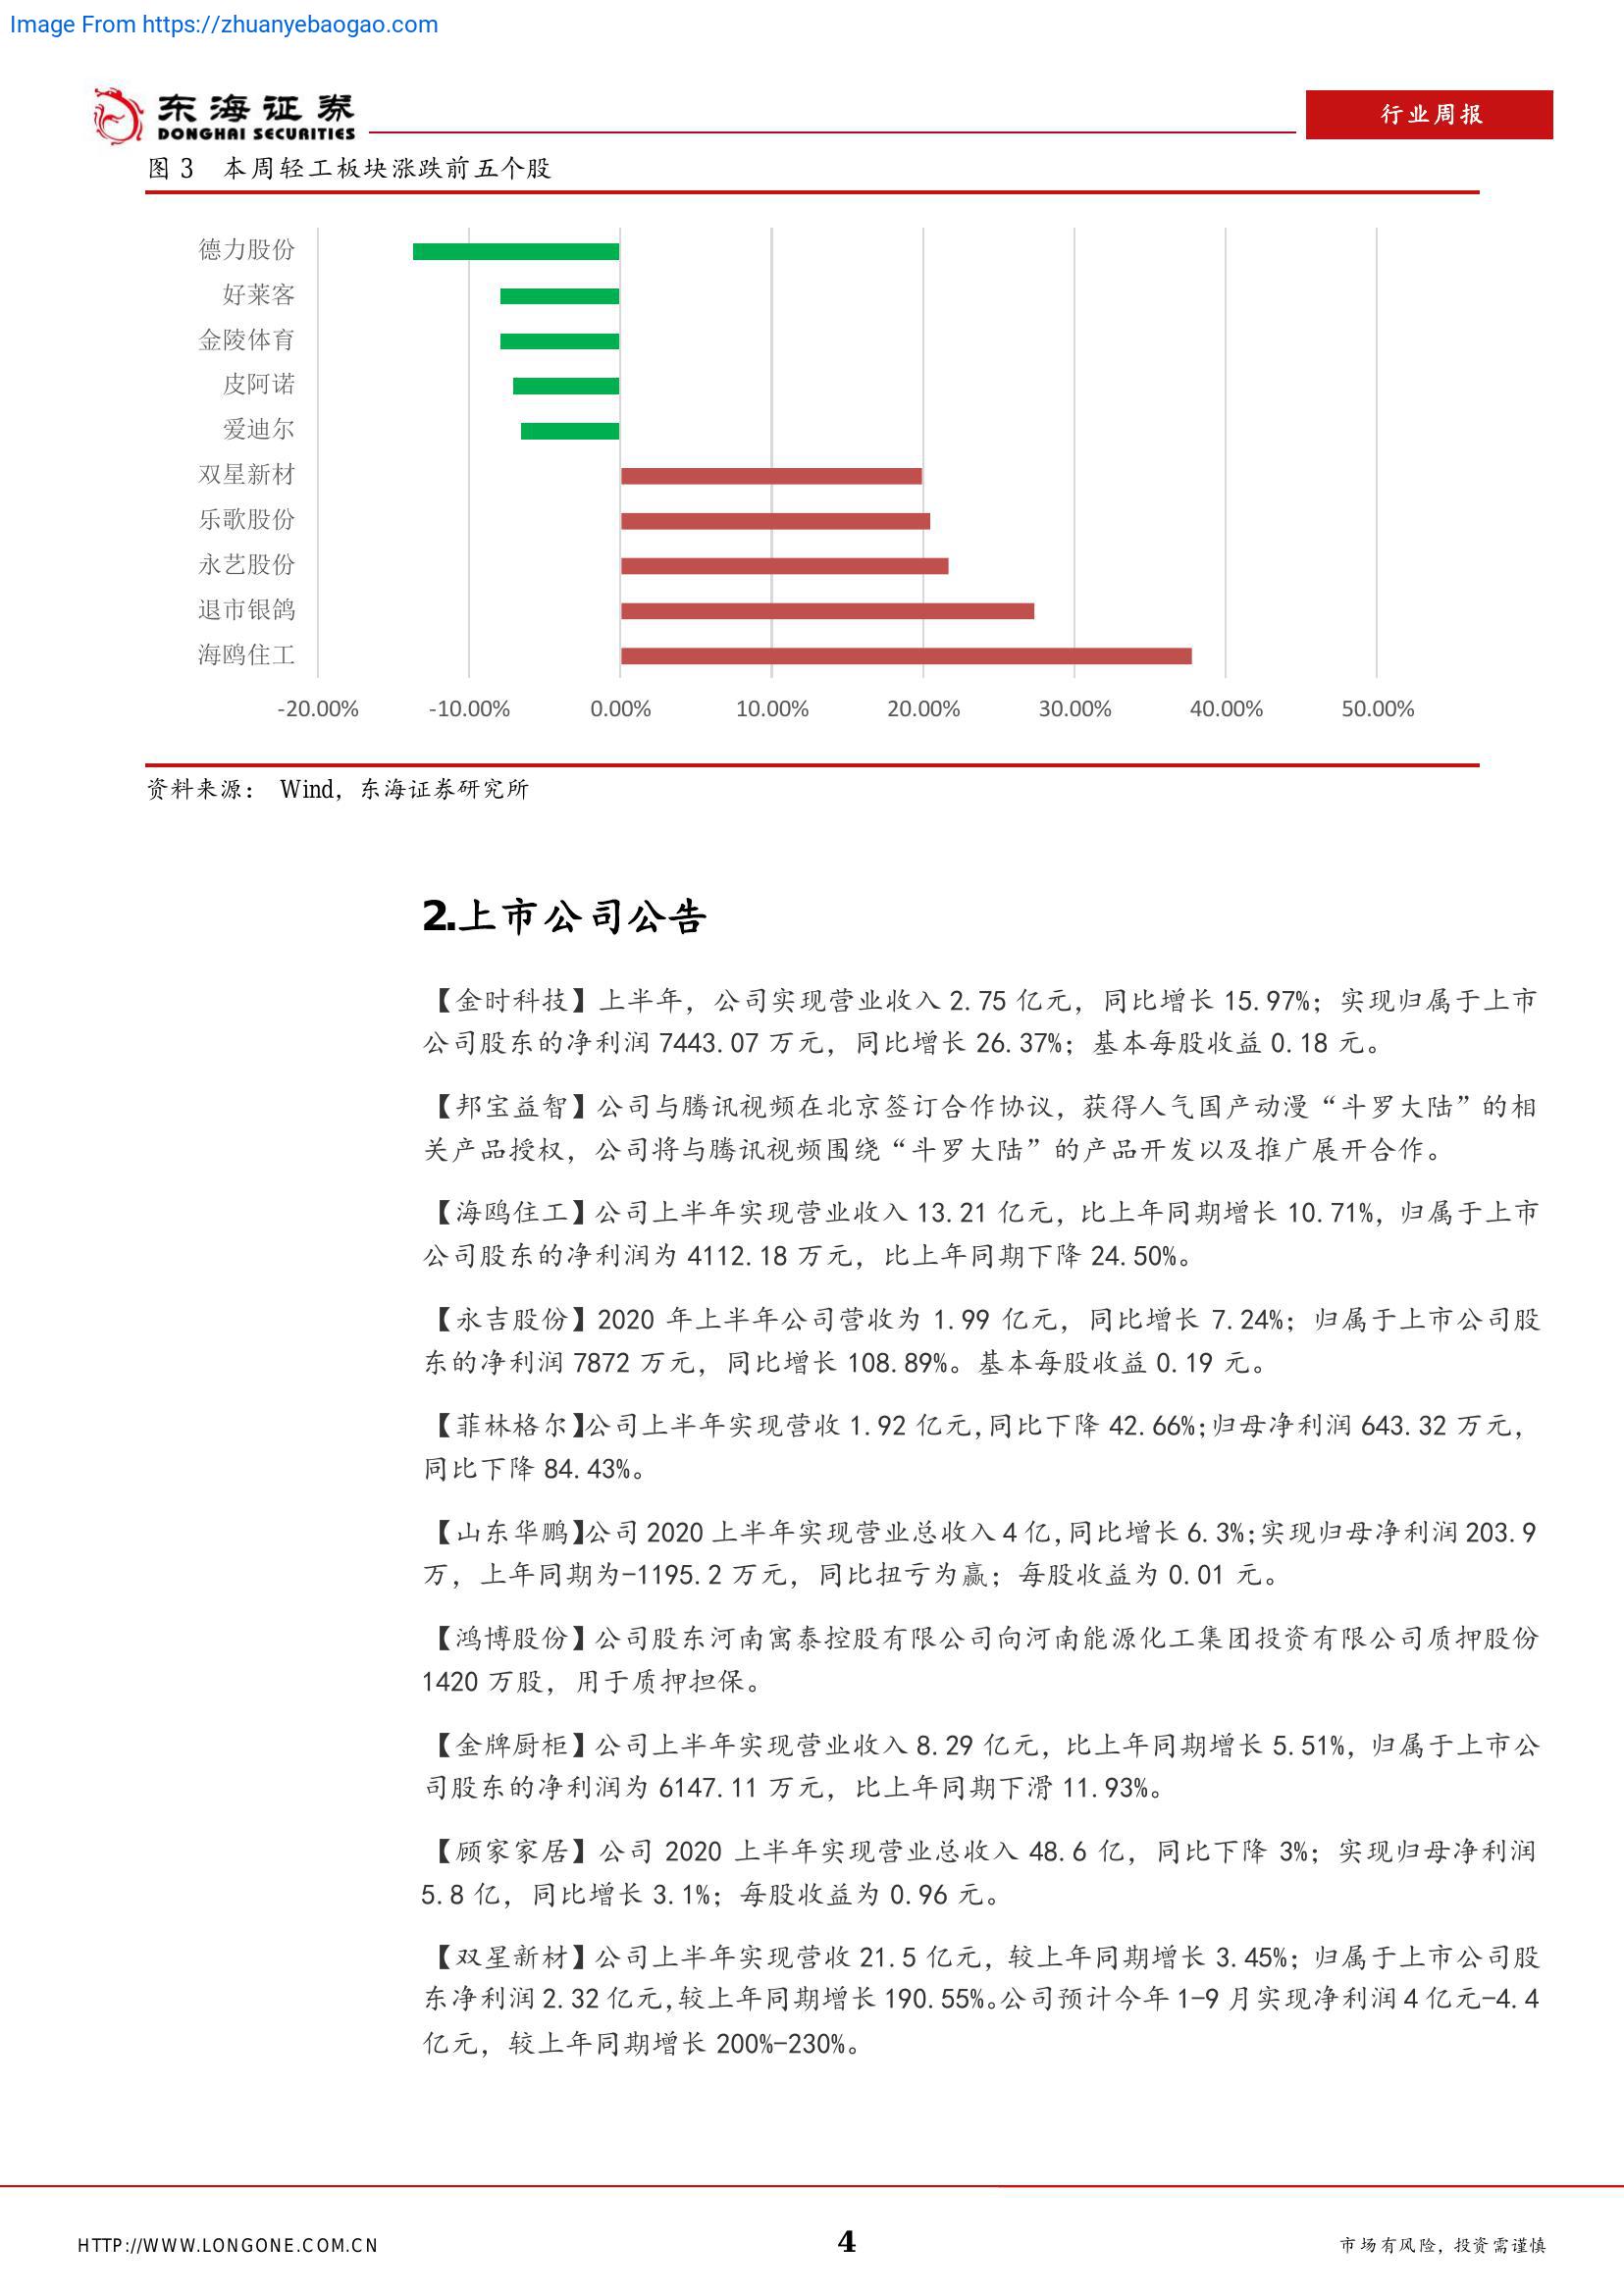 Image From https://zhuanyebaogao.com
东海证券
DONGHAI SECURITIES
行业周报
图 3 本周轻工板块涨跌前五个股
德力股份
好莱客
金陵体育
皮阿诺
爱迪尔
双星新材
乐歌股份
永艺股份
退市银鸽
海鸥住工
-20.00% -10.00% 0.00% 10.00% 20.00% 30.00% 40.00% 50.00%
资料来源： Wind，东海证券研究所
2.上市公司公告
【金时科技】上半年，公司实现营业收入 2.75 亿元，同比增长 15.97%；实现归属于上市
公司股东的净利润 7443.07 万元，同比增长 26.37%；基本每股收益 0.18 元。
【邦宝益智】公司与腾讯视频在北京签订合作协议，获得人气国产动漫“斗罗大陆”的相
关产品授权，公司将与腾讯视频围绕“斗罗大陆”的产品开发以及推广展开合作。
【海鸥住工】公司上半年实现营业收入 13.21 亿元，比上年同期增长 10.71%，归属于上市
公司股东的净利润为 4112.18 万元，比上年同期下降 24.50%。
【永吉股份】2020 年上半年公司营收为 1.99 亿元，同比增长 7.24%；归属于上市公司股
东的净利润 7872 万元，同比增长 108.89%。基本每股收益 0.19 元。
【菲林格尔】公司上半年实现营收 1.92 亿元，同比下降 42.66%；归母净利润 643.32 万元，
同比下降 84.43%。
【山东华鹏】公司 2020 上半年实现营业总收入 4 亿，同比增长 6.3%；实现归母净利润 203.9
万，上年同期为-1195.2 万元，同比扭亏为赢；每股收益为 0.01 元。
【鸿博股份】公司股东河南寓泰控股有限公司向河南能源化工集团投资有限公司质押股份
1420 万股，用于质押担保。
【金牌厨柜】公司上半年实现营业收入 8.29 亿元，比上年同期增长 5.51%，归属于上市公
司股东的净利润为 6147.11 万元，比上年同期下滑 11.93%。
【顾家家居】公司 2020 上半年实现营业总收入 48.6 亿，同比下降 3%；实现归母净利润
5.8 亿，同比增长 3.1%；每股收益为 0.96 元。
【双星新材】公司上半年实现营收 21.5 亿元，较上年同期增长 3.45%；归属于上市公司股
东净利润 2.32 亿元，较上年同期增长 190.55%。公司预计今年 1-9 月实现净利润 4 亿元-4.4
亿元，较上年同期增长 200%-230%。
HTTP://WWW.LONGONE.COM.CN 4 市场有风险，投资需谨慎